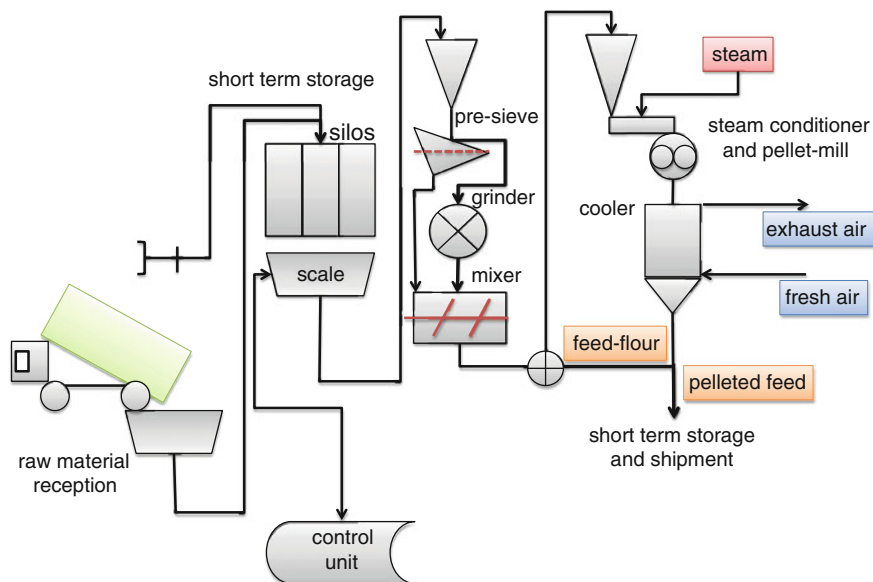 short term storage
silos
scale
raw material
reception
control
unit
pre-sieve
grinder
mixer
steam
steam conditioner
and pellet-mill
cooler
exhaust air
fresh air
feed-flour
pelleted feed
short term storage
and shipment